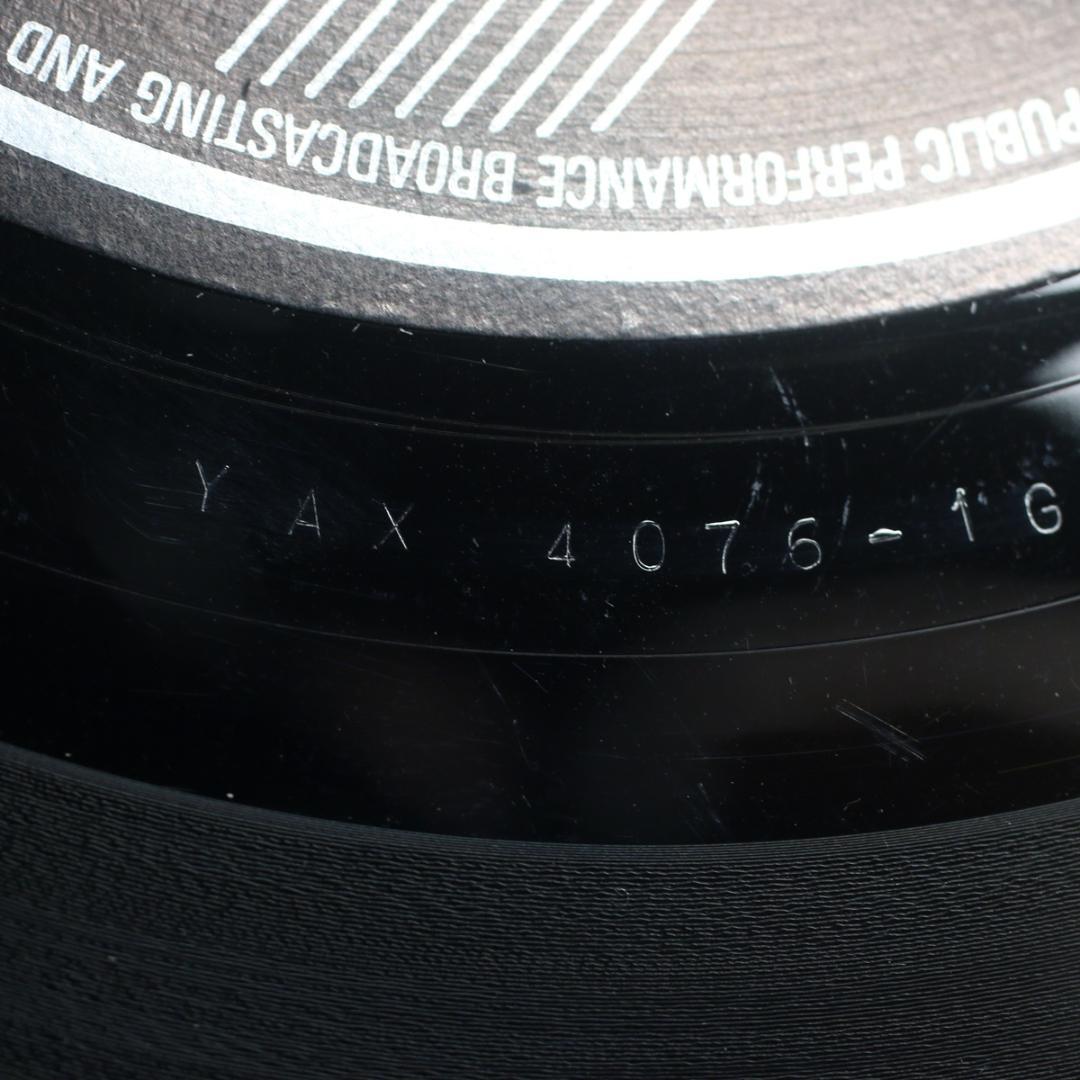 PUBLIC PERFORMANCE BROADCASTING AND
YAX 4076-1G